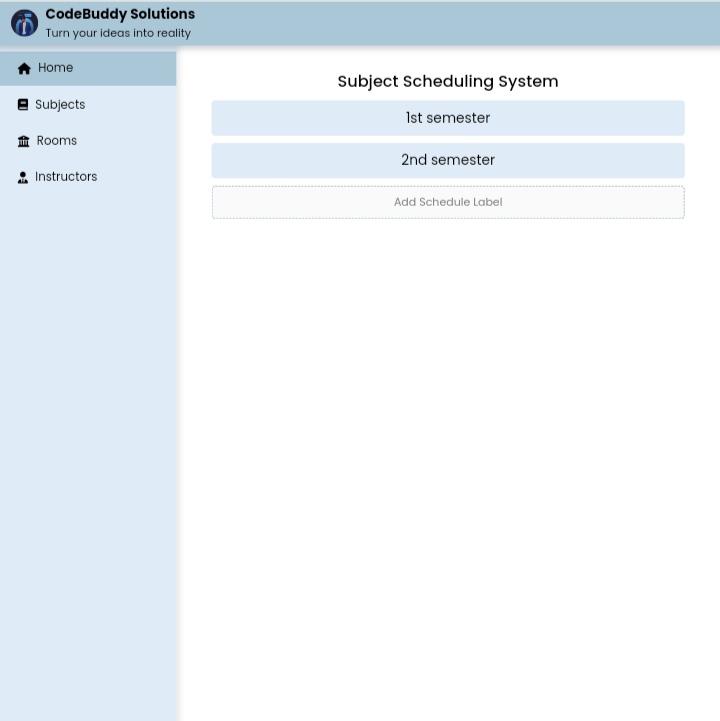 CodeBuddy Solutions
Turn your ideas into reality
Home
Subjects
Rooms
Instructors
Subject Scheduling System
1st semester
2nd semester
Add Schedule Label